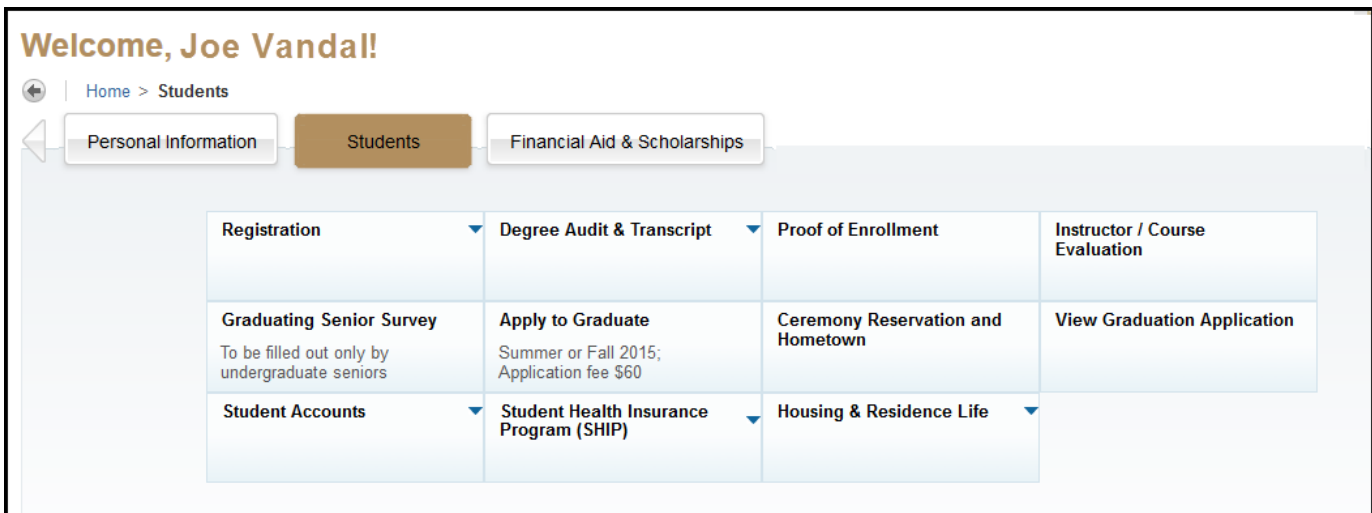 Welcome, Joe Vandal!
Home > Students
Personal Information
Students
Financial Aid & Scholarships
Registration
Degree Audit & Transcript
Proof of Enrollment
Instructor / Course
Evaluation
Graduating Senior Survey
To be filled out only by
undergraduate seniors
Apply to Graduate
Summer or Fall 2015;
Application fee $60
Ceremony Reservation and
Hometown
View Graduation Application
Student Accounts
Student Health Insurance
Program (SHIP)
Housing & Residence Life